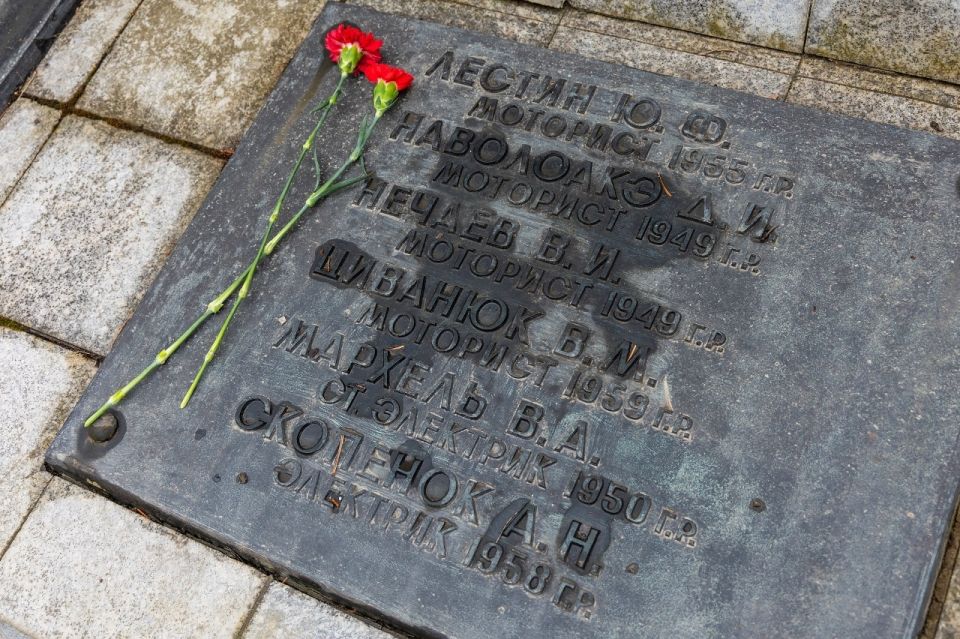 ЛЕСТИН Ю. Ф.
МОТОРИСТ 1955 Г.Р.
НАВОЛОАКЭ Д. И.
МОТОРИСТ 1949 Г.Р.
НЕЧАЕВ В. И.
МОТОРИСТ 1949 Г.Р.
ЦИВАНЮК В. М.
МОТОРИСТ 1959 Г.Р.
МАРХЕЛЬ В. А.
СТ. ЭЛЕКТРИК 1950 Г.Р.
СКОПЕНОК А. Н.
ЭЛЕКТРИК 1958 Г.Р.